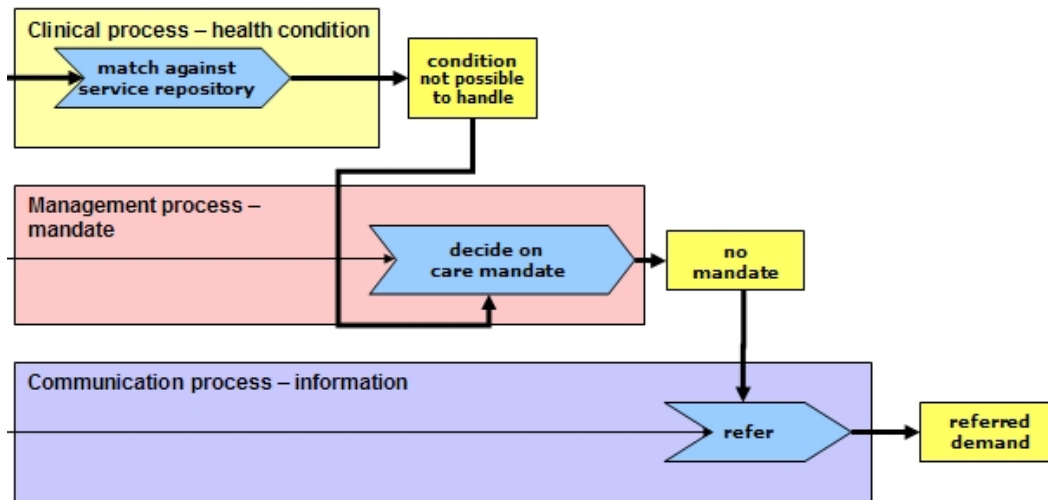 Clinical process – health condition
match against
service repository
condition
not possible
to handle
Management process –
mandate
decide on
care mandate
no
mandate
Communication process – information
refer
referred
demand